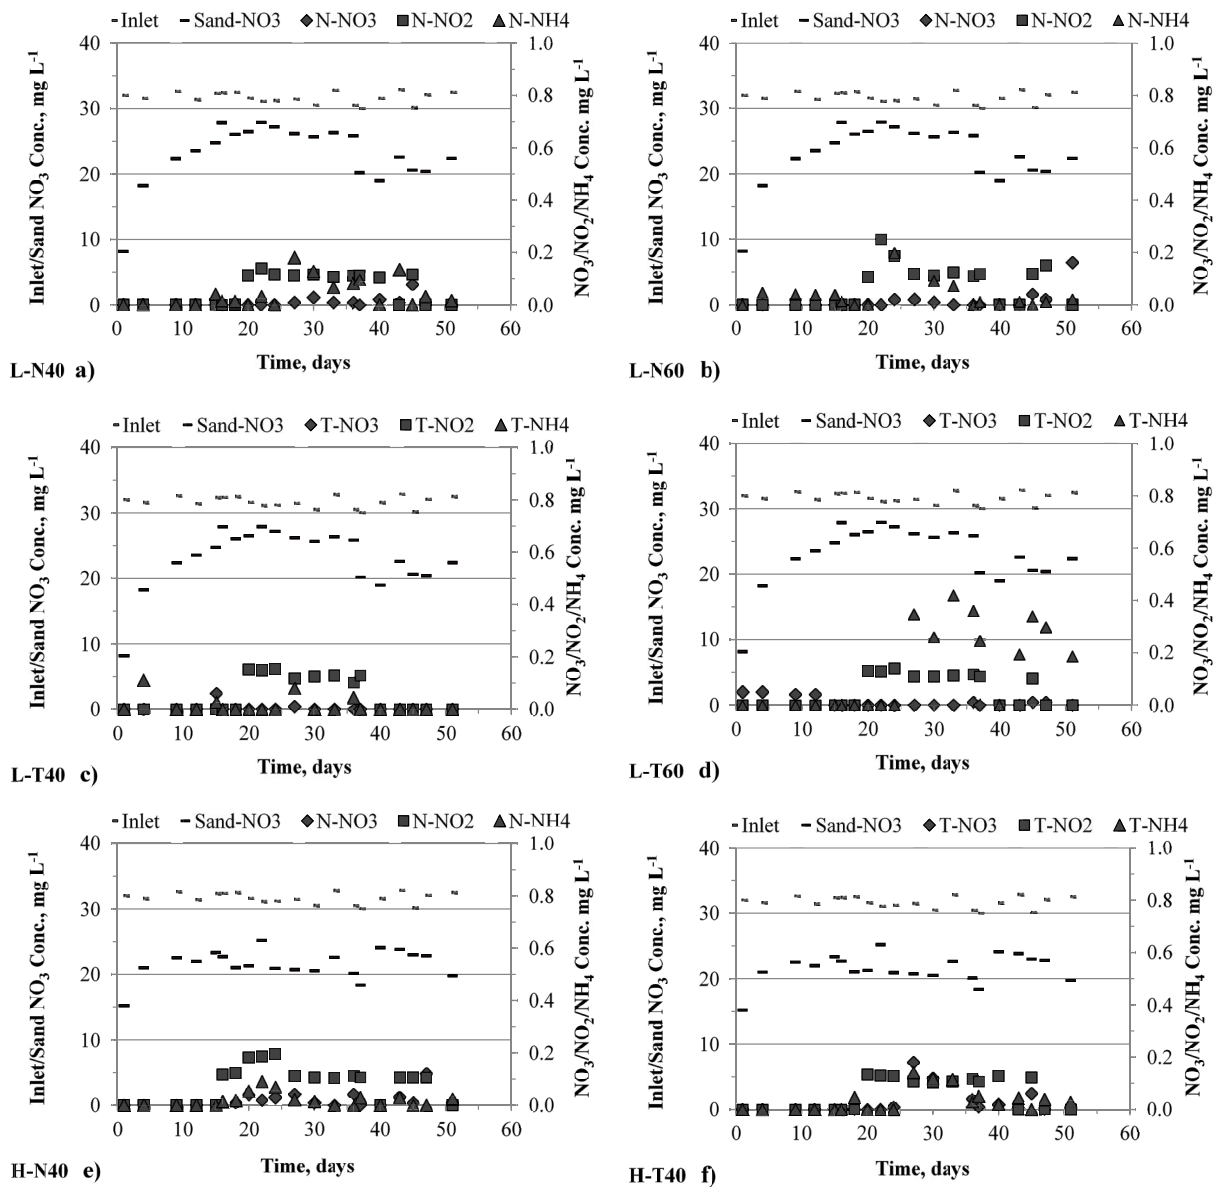 Inlet Sand-NO3 N-NO3 N-NO2 N-NH4
Inlet/Sand NO3 Conc., mg L-1
40
30
20
10
0
1.0
0.8
0.6
0.4
0.2
0.0
NO3/NO2/NH4 Conc. mg L-1
0 10 20 30 40 50 60
Time, days
L-N40 a)
Inlet Sand-NO3 N-NO3 N-NO2 N-NH4
Inlet/Sand NO3 Conc., mg L-1
40
30
20
10
0
1.0
0.8
0.6
0.4
0.2
0.0
NO3/NO2/NH4 Conc. mg L-1
0 10 20 30 40 50 60
Time, days
L-N60 b)
Inlet Sand-NO3 T-NO3 T-NO2 T-NH4
Inlet/Sand NO3 Conc., mg L-1
40
30
20
10
0
1.0
0.8
0.6
0.4
0.2
0.0
NO3/NO2/NH4 Conc. mg L-1
0 10 20 30 40 50 60
Time, days
L-T40 c)
Inlet Sand-NO3 T-NO3 T-NO2 T-NH4
Inlet/Sand NO3 Conc., mg L-1
40
30
20
10
0
1.0
0.8
0.6
0.4
0.2
0.0
NO3/NO2/NH4 Conc. mg L-1
0 10 20 30 40 50 60
Time, days
L-T60 d)
Inlet Sand-NO3 N-NO3 N-NO2 N-NH4
Inlet/Sand NO3 Conc., mg L-1
40
30
20
10
0
1.0
0.8
0.6
0.4
0.2
0.0
NO3/NO2/NH4 Conc. mg L-1
0 10 20 30 40 50 60
Time, days
H-N40 e)
Inlet Sand-NO3 T-NO3 T-NO2 T-NH4
Inlet/Sand NO3 Conc., mg L-1
40
30
20
10
0
1.0
0.8
0.6
0.4
0.2
0.0
NO3/NO2/NH4 Conc. mg L-1
0 10 20 30 40 50 60
Time, days
H-T40 f)